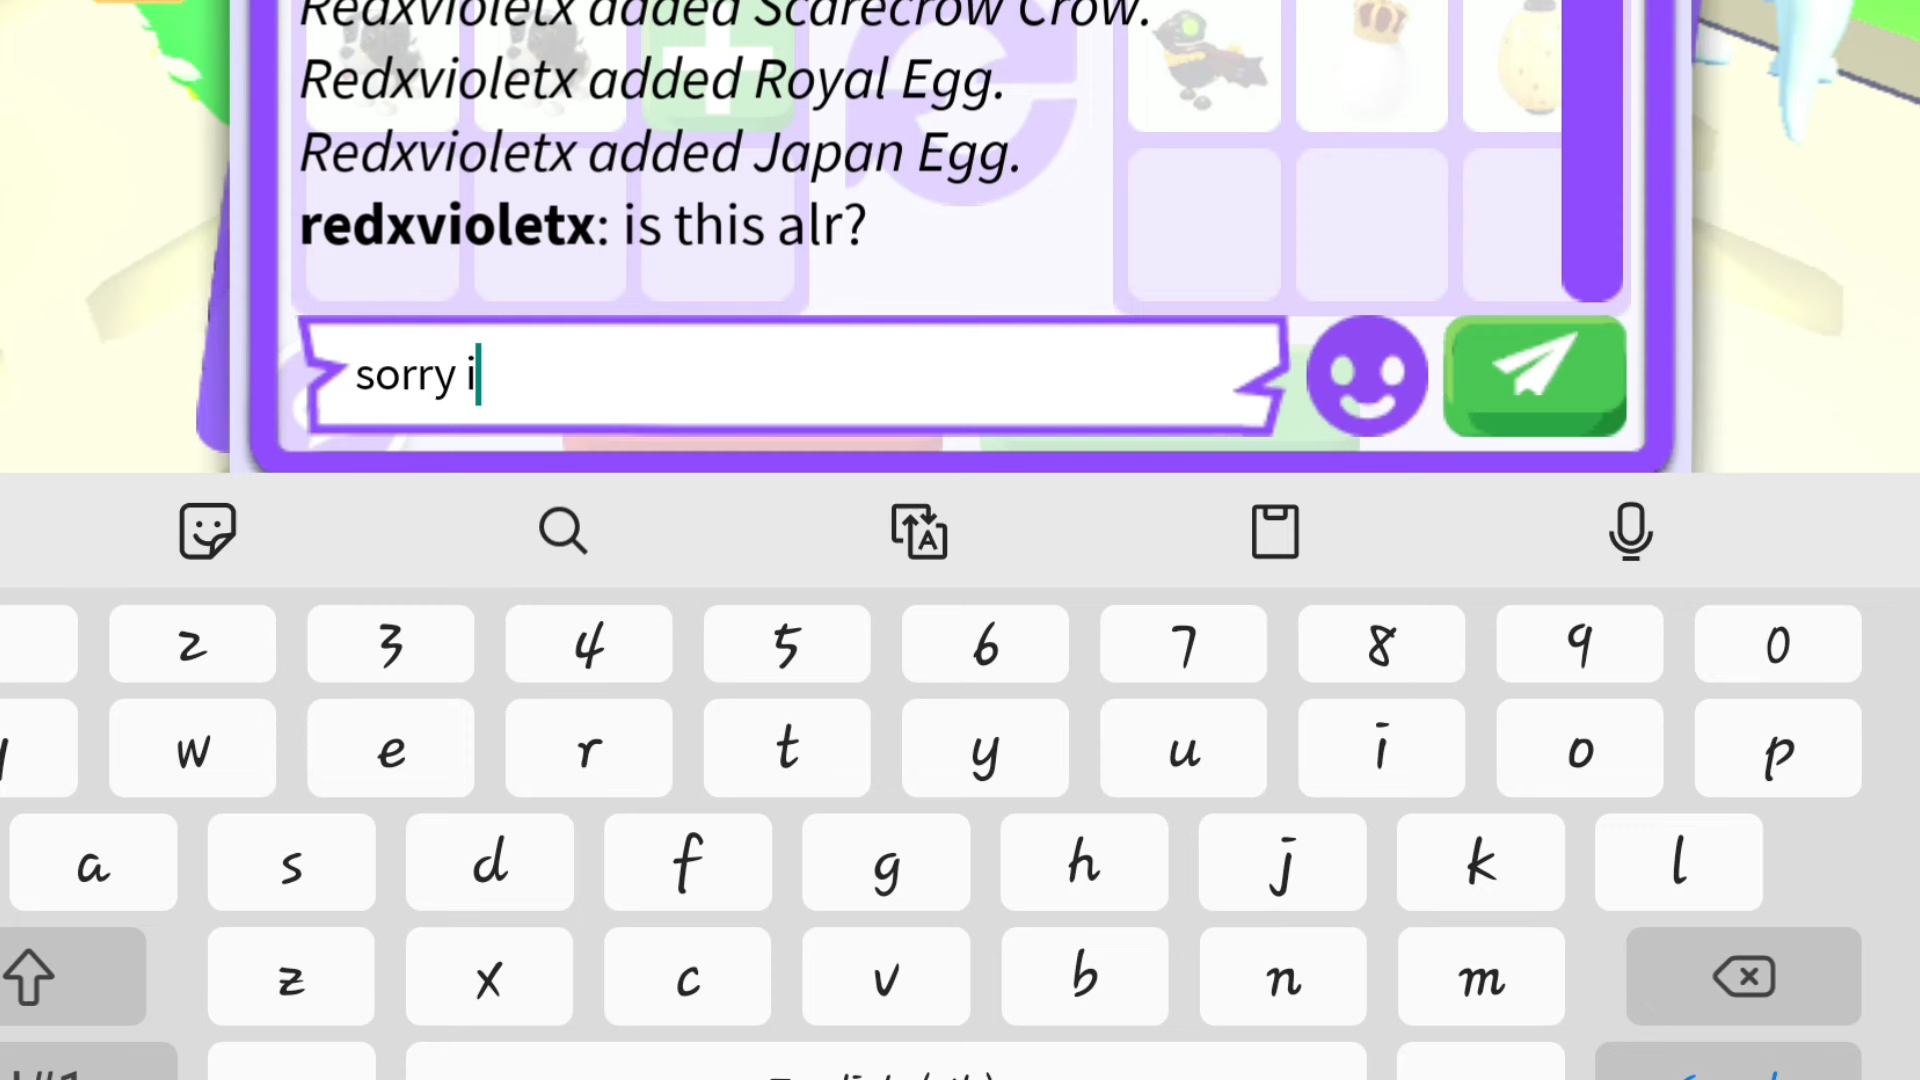 Redxvioletx added Scarecrow Crow.
Redxvioletx added Royal Egg.
Redxvioletx added Japan Egg.
redxvioletx: is this alr?
sorry i
2 3 4 5 6 7 8 9 0
w e r t y u i o p
a s d f g h j k l
z x c v b n m